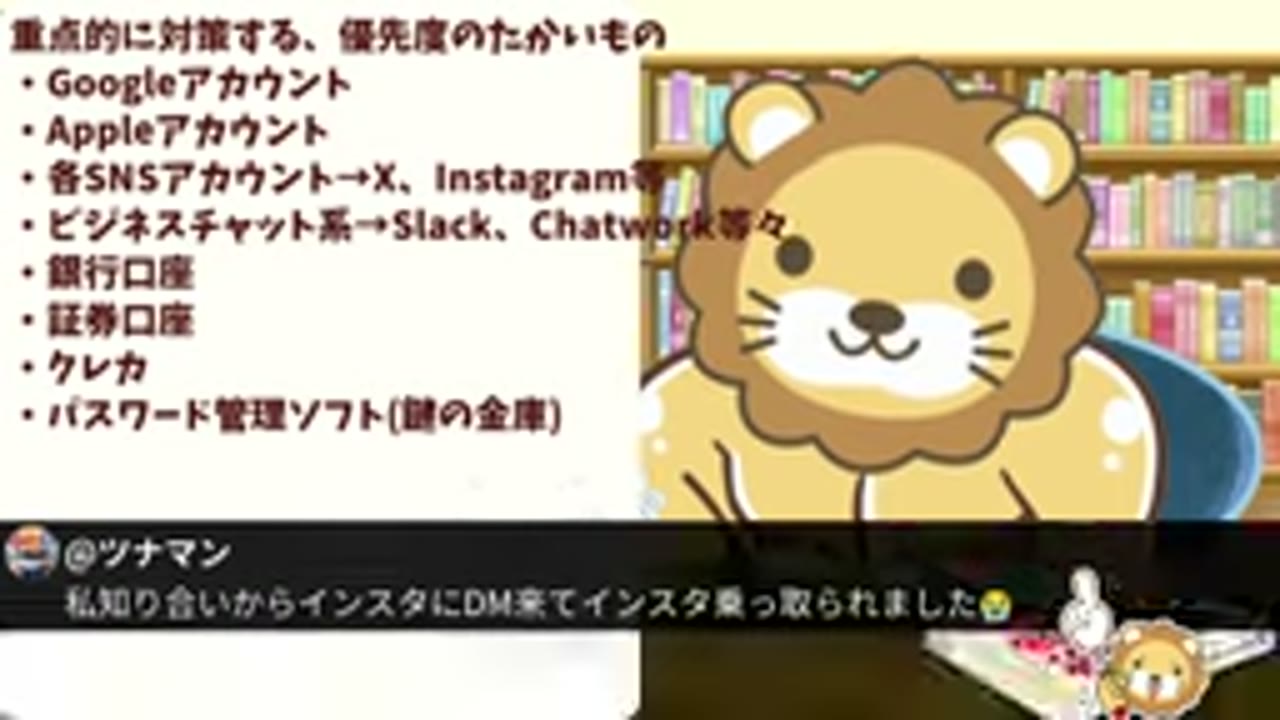 重点的に対策する、優先度のたかいもの
・Googleアカウント
・Appleアカウント
・各SNSアカウント→X、Instagram等
・ビジネスチャット系→Slack、Chatwork等々
・銀行口座
・証券口座
・クレカ
・パスワード管理ソフト(鍵の金庫)
@ツナマン
私知り合いからインスタにDM来てインスタ乗っ取られました😭